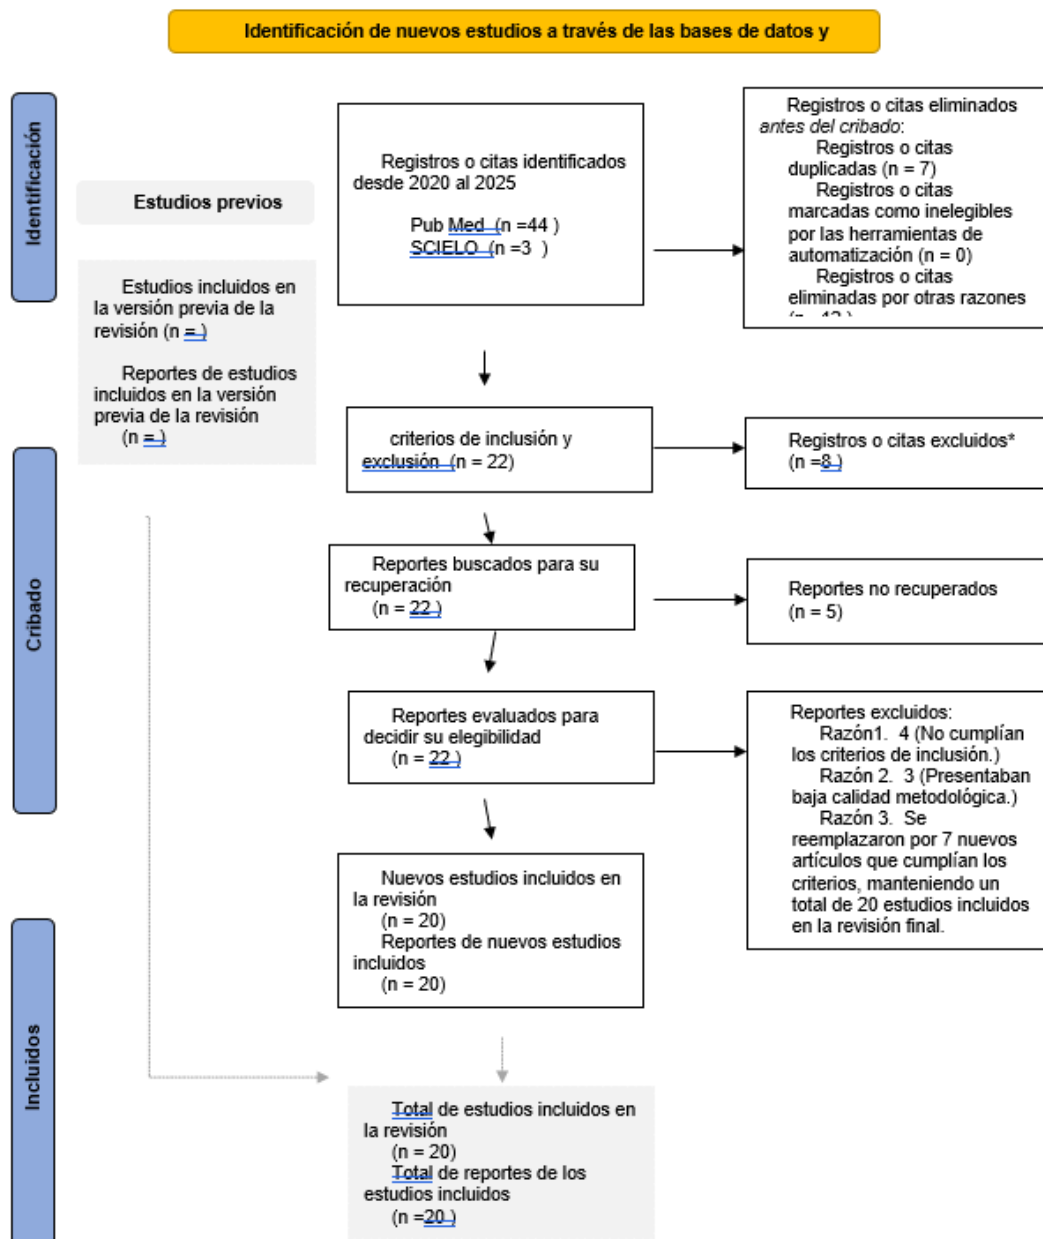 Identificación de nuevos estudios a través de las bases de datos y
Identificación
Estudios previos
Estudios incluidos en
la versión previa de la
revisión (n = )
Reportes de estudios
incluidos en la versión
previa de la revisión
(n = )
Registros o citas identificados
desde 2020 al 2025
Pub Med (n =44 )
SCIELO (n =3 )
Registros o citas eliminados
antes del cribado:
Registros o citas
duplicadas (n = 7)
Registros o citas
marcadas como inelegibles
por las herramientas de
automatización (n = 0)
Registros o citas
eliminadas por otras razones
Cribado
criterios de inclusión y
exclusión (n = 22)
Registros o citas excluidos*
(n =8 )
Reportes buscados para su
recuperación
(n = 22 )
Reportes no recuperados
(n = 5)
Reportes evaluados para
decidir su elegibilidad
(n = 22 )
Reportes excluidos:
Razón1. 4 (No cumplían
los criterios de inclusión.)
Razón 2. 3 (Presentaban
baja calidad metodológica.)
Razón 3. Se
reemplazaron por 7 nuevos
artículos que cumplían los
criterios, manteniendo un
total de 20 estudios incluidos
en la revisión final.
Incluidos
Nuevos estudios incluidos en
la revisión
(n = 20)
Reportes de nuevos estudios
incluidos
(n = 20)
Total de estudios incluidos en
la revisión
(n = 20)
Total de reportes de los
estudios incluidos
(n =20 )